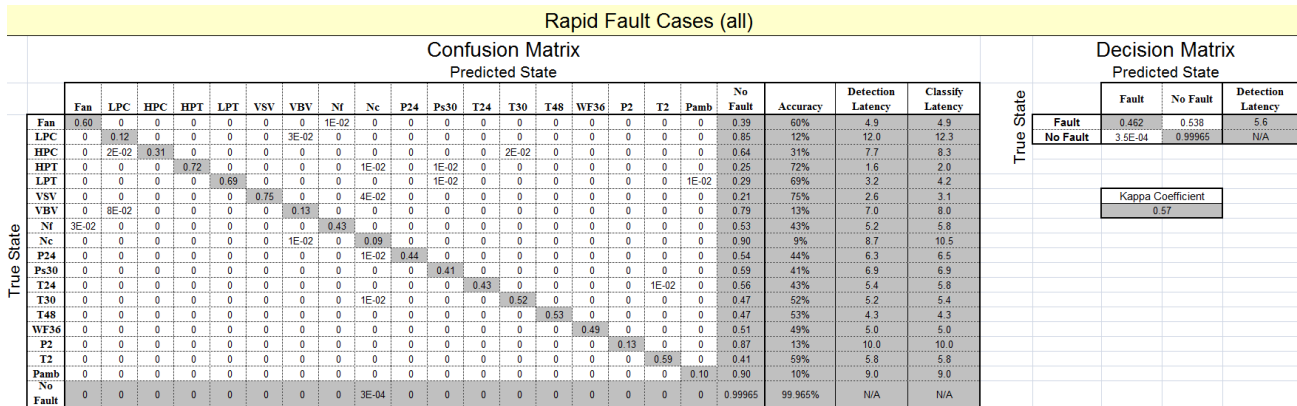 Rapid Fault Cases (all)
Confusion Matrix
Predicted State
Fan LPC HPC HPT LPT VSV VBV Nf Nc P24 Ps30 T24 T30 T48 WF36 P2 T2 Pamb No Fault Accuracy Detection Latency Classify Latency
True State
Fan 0.60 0 0 0 0 0 0 1E-02 0 0 0 0 0 0 0 0 0 0 0.39 60% 4.9 4.9
LPC 0 0.12 0 0 0 0 3E-02 0 0 0 0 0 0 0 0 0 0 0 0.85 12% 12.0 12.3
HPC 0 2E-02 0.31 0 0 0 0 0 0 0 0 0 2E-02 0 0 0 0 0 0.64 31% 7.7 8.3
HPT 0 0 0 0.72 0 0 0 0 1E-02 0 1E-02 0 0 0 0 0 0 0 0.25 72% 1.6 2.0
LPT 0 0 0 0 0.69 0 0 0 0 0 1E-02 0 0 0 0 0 0 1E-02 0.29 69% 3.2 4.2
VSV 0 0 0 0 0 0.75 0 0 4E-02 0 0 0 0 0 0 0 0 0 0.21 75% 2.6 3.1
VBV 0 8E-02 0 0 0 0 0.13 0 0 0 0 0 0 0 0 0 0 0 0.79 13% 7.0 8.0
Nf 3E-02 0 0 0 0 0 0 0.43 0 0 0 0 0 0 0 0 0 0 0.53 43% 5.2 5.8
Nc 0 0 0 0 0 0 1E-02 0 0.09 0 0 0 0 0 0 0 0 0 0.90 9% 8.7 10.5
P24 0 0 0 0 0 0 0 0 1E-02 0.44 0 0 0 0 0 0 0 0 0.54 44% 6.3 6.5
Ps30 0 0 0 0 0 0 0 0 0 0 0.41 0 0 0 0 0 0 0 0.59 41% 6.9 6.9
T24 0 0 0 0 0 0 0 0 0 0 0 0.43 0 0 0 0 1E-02 0 0.56 43% 5.4 5.8
T30 0 0 0 0 0 0 0 0 1E-02 0 0 0 0.52 0 0 0 0 0 0.47 52% 5.2 5.4
T48 0 0 0 0 0 0 0 0 0 0 0 0 0 0.53 0 0 0 0 0.47 53% 4.3 4.3
WF36 0 0 0 0 0 0 0 0 0 0 0 0 0 0 0.49 0 0 0 0.51 49% 5.0 5.0
P2 0 0 0 0 0 0 0 0 0 0 0 0 0 0 0 0.13 0 0 0.87 13% 10.0 10.0
T2 0 0 0 0 0 0 0 0 0 0 0 0 0 0 0 0 0.59 0 0.41 59% 5.8 5.8
Pamb 0 0 0 0 0 0 0 0 0 0 0 0 0 0 0 0 0 0.10 0.90 10% 9.0 9.0
No Fault 0 0 0 0 0 0 0 0 3E-04 0 0 0 0 0 0 0 0 0 0.99965 99.965% N/A N/A
Decision Matrix
Predicted State
True State
Fault No Fault Detection Latency
Fault 0.462 0.538 5.6
No Fault 3.5E-04 0.99965 N/A
Kappa Coefficient
0.57